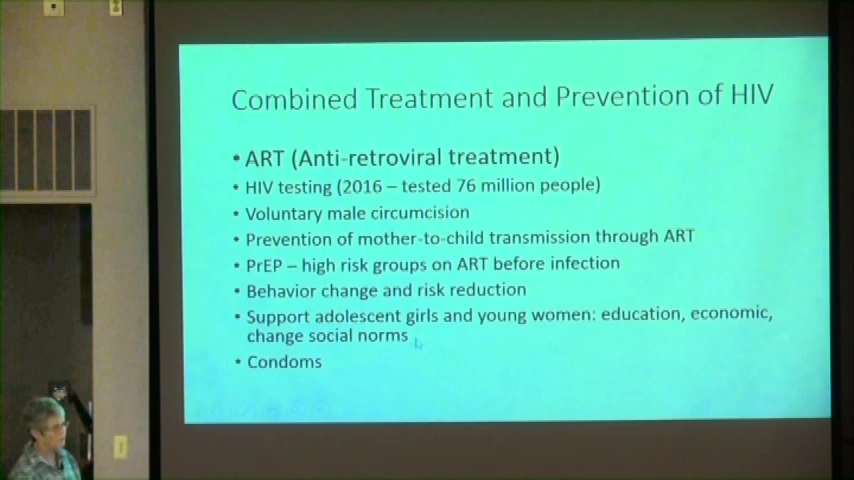 Combined Treatment and Prevention of HIV
• ART (Anti-retroviral treatment)
• HIV testing (2016 – tested 76 million people)
• Voluntary male circumcision
• Prevention of mother-to-child transmission through ART
• PrEP – high risk groups on ART before infection
• Behavior change and risk reduction
• Support adolescent girls and young women: education, economic,
change social norms
• Condoms